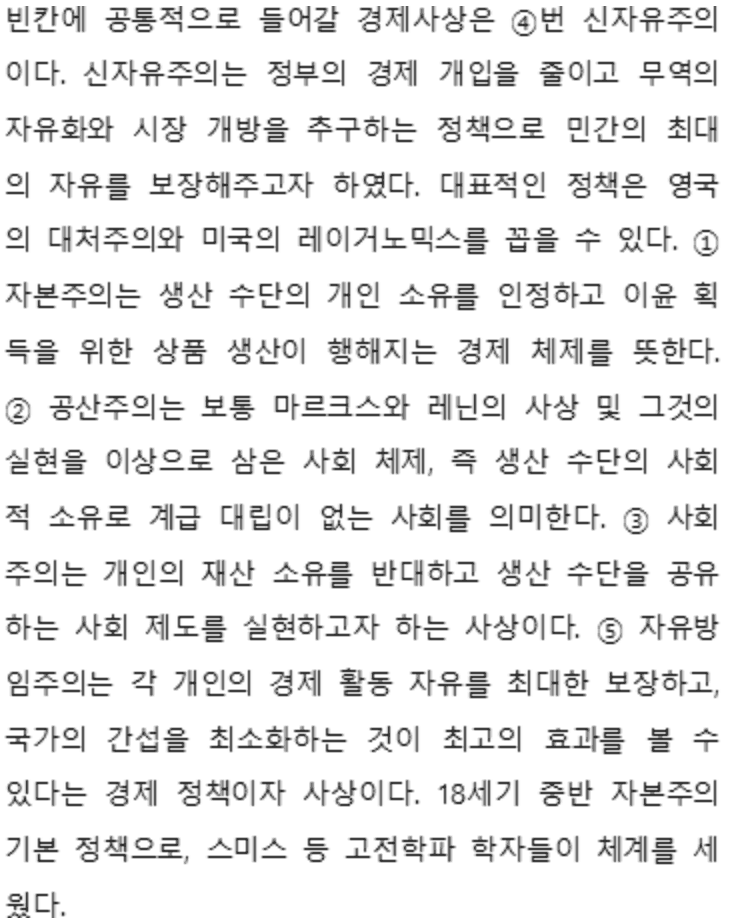 빈칸에 공통적으로 들어갈 경제사상은 ④번 신자유주의
이다. 신자유주의는 정부의 경제 개입을 줄이고 무역의
자유화와 시장 개방을 추구하는 정책으로 민간의 최대
의 자유를 보장해주고자 하였다. 대표적인 정책은 영국
의 대처주의와 미국의 레이거노믹스를 꼽을 수 있다. ①
자본주의는 생산 수단의 개인 소유를 인정하고 이윤 획
득을 위한 상품 생산이 행해지는 경제 체제를 뜻한다.
② 공산주의는 보통 마르크스와 레닌의 사상 및 그것의
실현을 이상으로 삼은 사회 체제, 즉 생산 수단의 사회
적 소유로 계급 대립이 없는 사회를 의미한다. ③ 사회
주의는 개인의 재산 소유를 반대하고 생산 수단을 공유
하는 사회 제도를 실현하고자 하는 사상이다. ⑤ 자유방
임주의는 각 개인의 경제 활동 자유를 최대한 보장하고,
국가의 간섭을 최소화하는 것이 최고의 효과를 볼 수
있다는 경제 정책이자 사상이다. 18세기 중반 자본주의
기본 정책으로, 스미스 등 고전학파 학자들이 체계를 세
웠다.